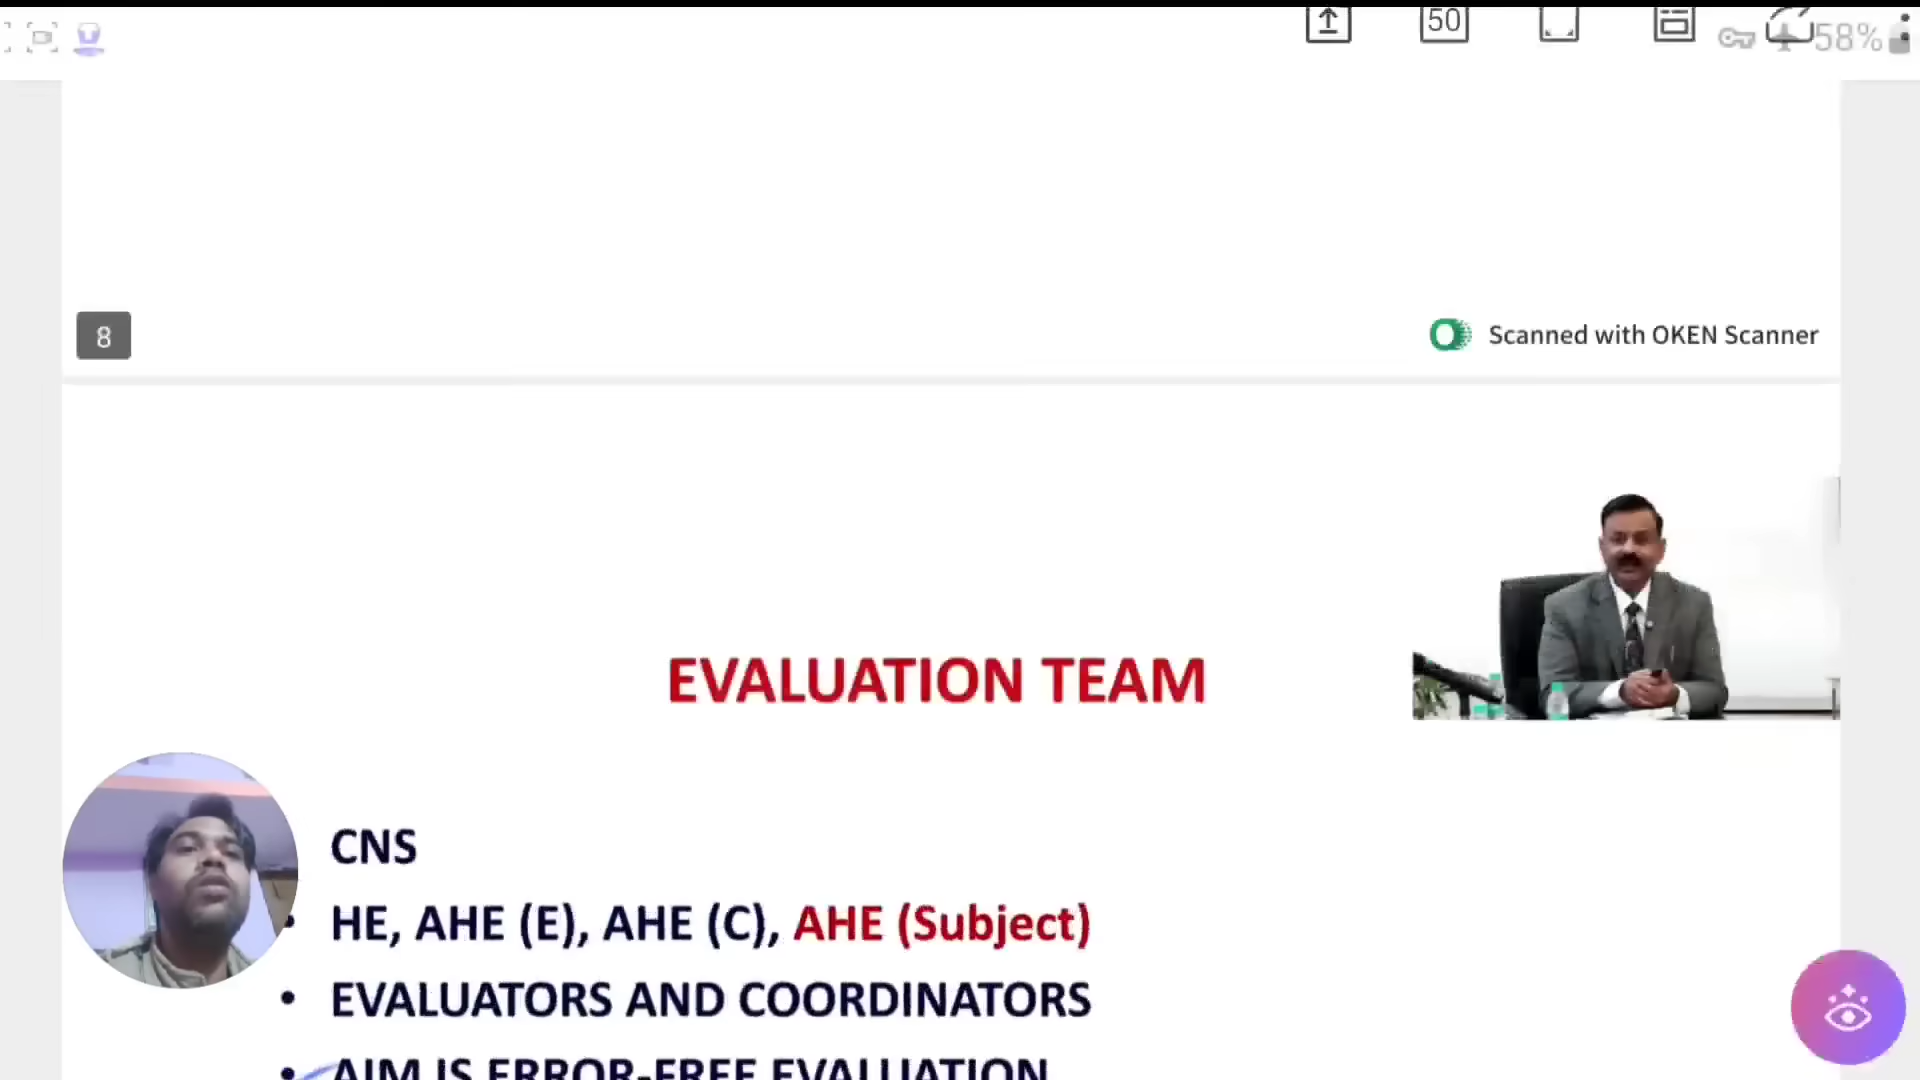 50
58%
8
Scanned with OKEN Scanner
EVALUATION TEAM
CNS
• HE, AHE (E), AHE (C), AHE (Subject)
• EVALUATORS AND COORDINATORS
• AIM IS ERROR-FREE EVALUATION